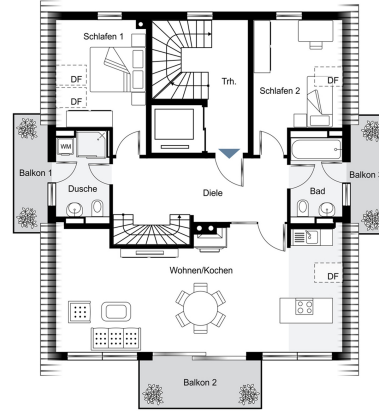 Schlafen 1
DF
DF
Trh.
DF
Schlafen 2
WM
Balkon 1
Dusche
Diele
Bad
Balkon 3
Wohnen/Kochen
DF
Balkon 2